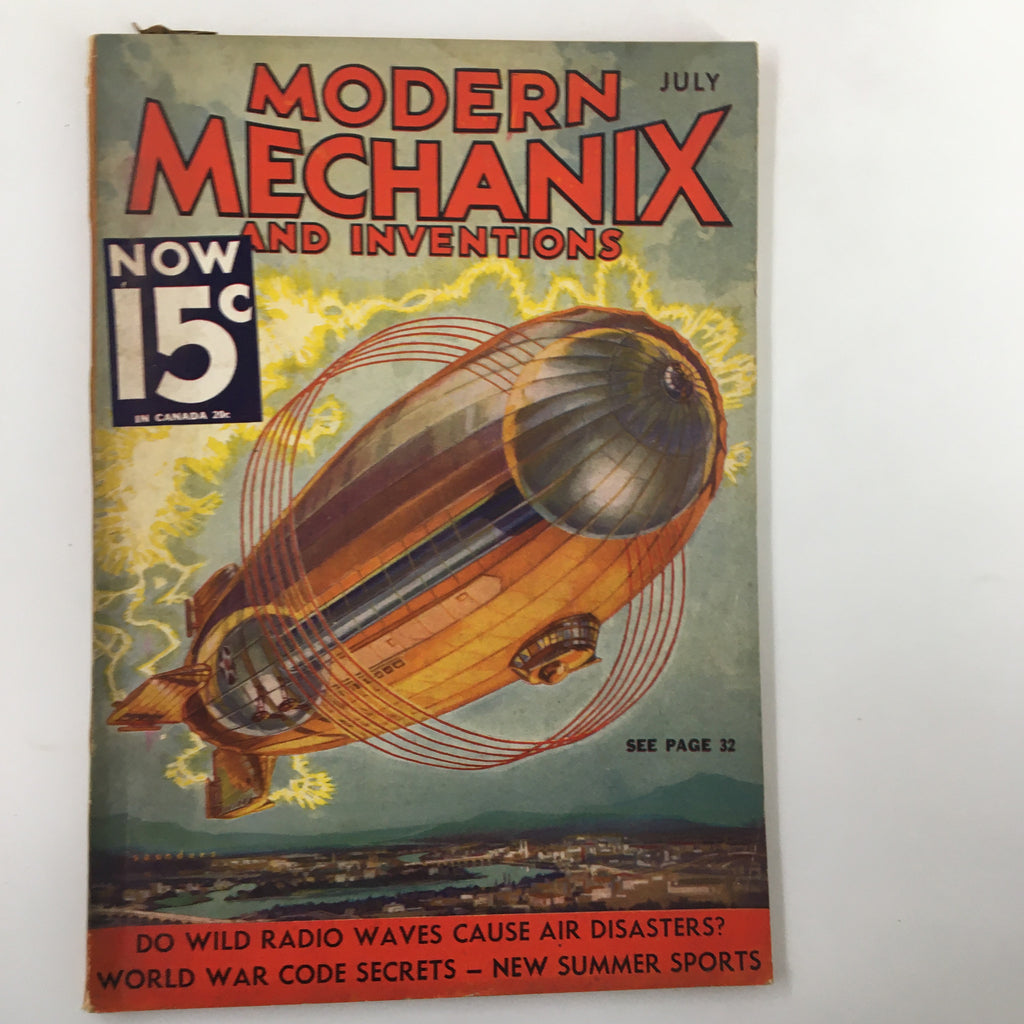 MODERN
JULY
MECHANIX
AND INVENTIONS
NOW
15c
IN CANADA 20c
SEE PAGE 32
saunders
DO WILD RADIO WAVES CAUSE AIR DISASTERS?
WORLD WAR CODE SECRETS – NEW SUMMER SPORTS